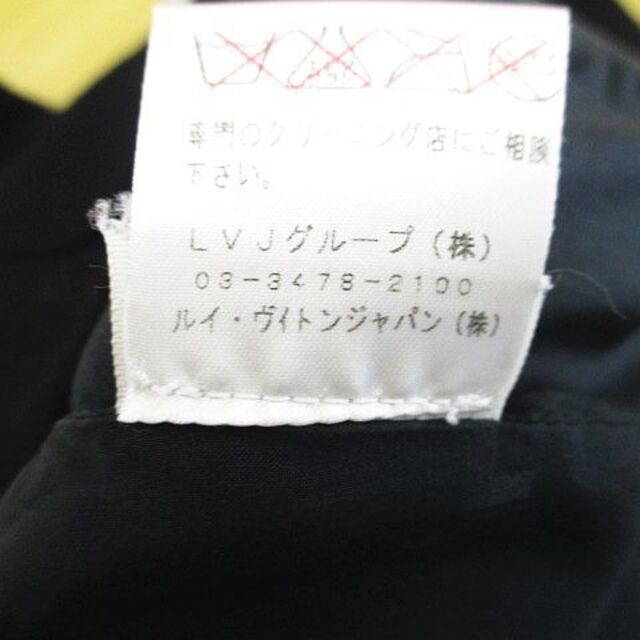 専門のクリーニング店にご相談
下さい。
LVJグループ(株)
03-3478-2100
ルイ・ヴイトンジャパン(株)